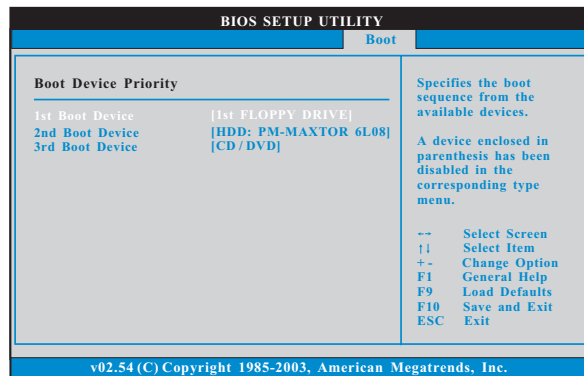 BIOS SETUP UTILITY
Boot
Boot Device Priority
1st Boot Device [1st FLOPPY DRIVE]
2nd Boot Device [HDD: PM-MAXTOR 6L08]
3rd Boot Device [CD/DVD]
Specifies the boot
sequence from the
available devices.
A device enclosed in
parenthesis has been
disabled in the
corresponding type
menu.
←→ Select Screen
↑↓ Select Item
+ - Change Option
F1 General Help
F9 Load Defaults
F10 Save and Exit
ESC Exit
v02.54 (C) Copyright 1985-2003, American Megatrends, Inc.